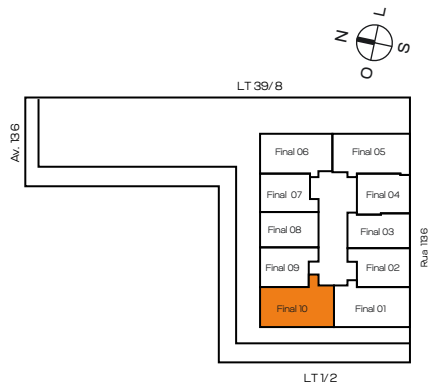 L
N
S
O
LT 39/8
Av. 136
Final 06
Final 05
Final 07
Final 04
Final 08
Final 03
Rua 1136
Final 09
Final 02
Final 10
Final 01
LT 1/2